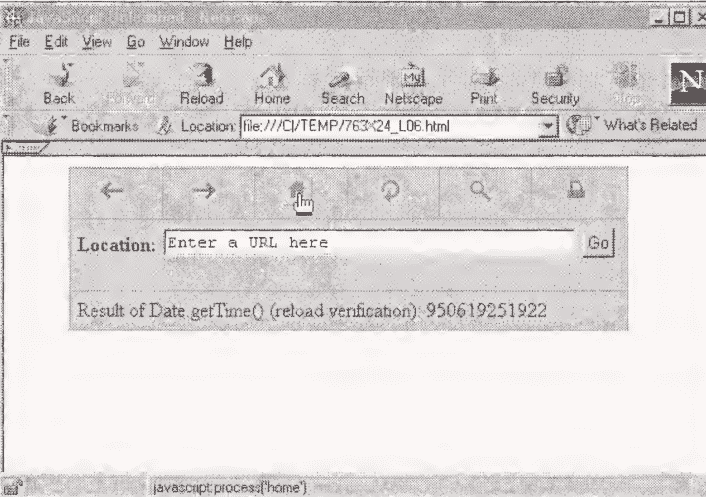 File Edit View Go Window Help
My N
Back Forward Reload Home Search Netscape Print Security Stop
Bookmarks Location: file:///C|/TEMP/763X24_L06.html What's Related
Location: Enter a URL here Go
Result of Date.getTime() (reload verification): 950619251922
javascript:process('home')